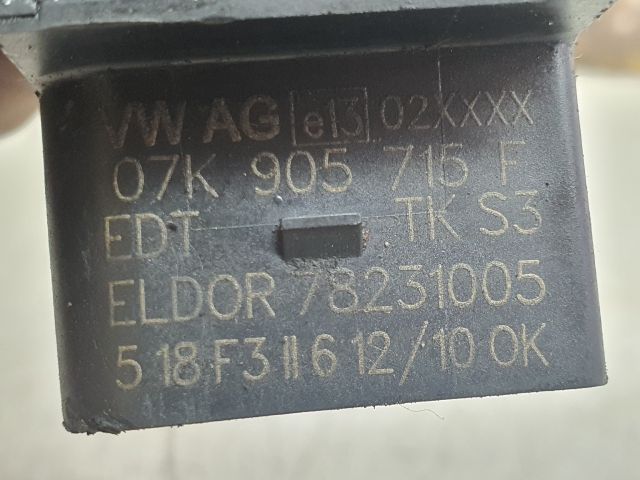 VW AG e13 02XXXX
07K 905 715 F
EDT TK S3
ELDOR 78231005
5 18 F3 II 6 12/10 OK